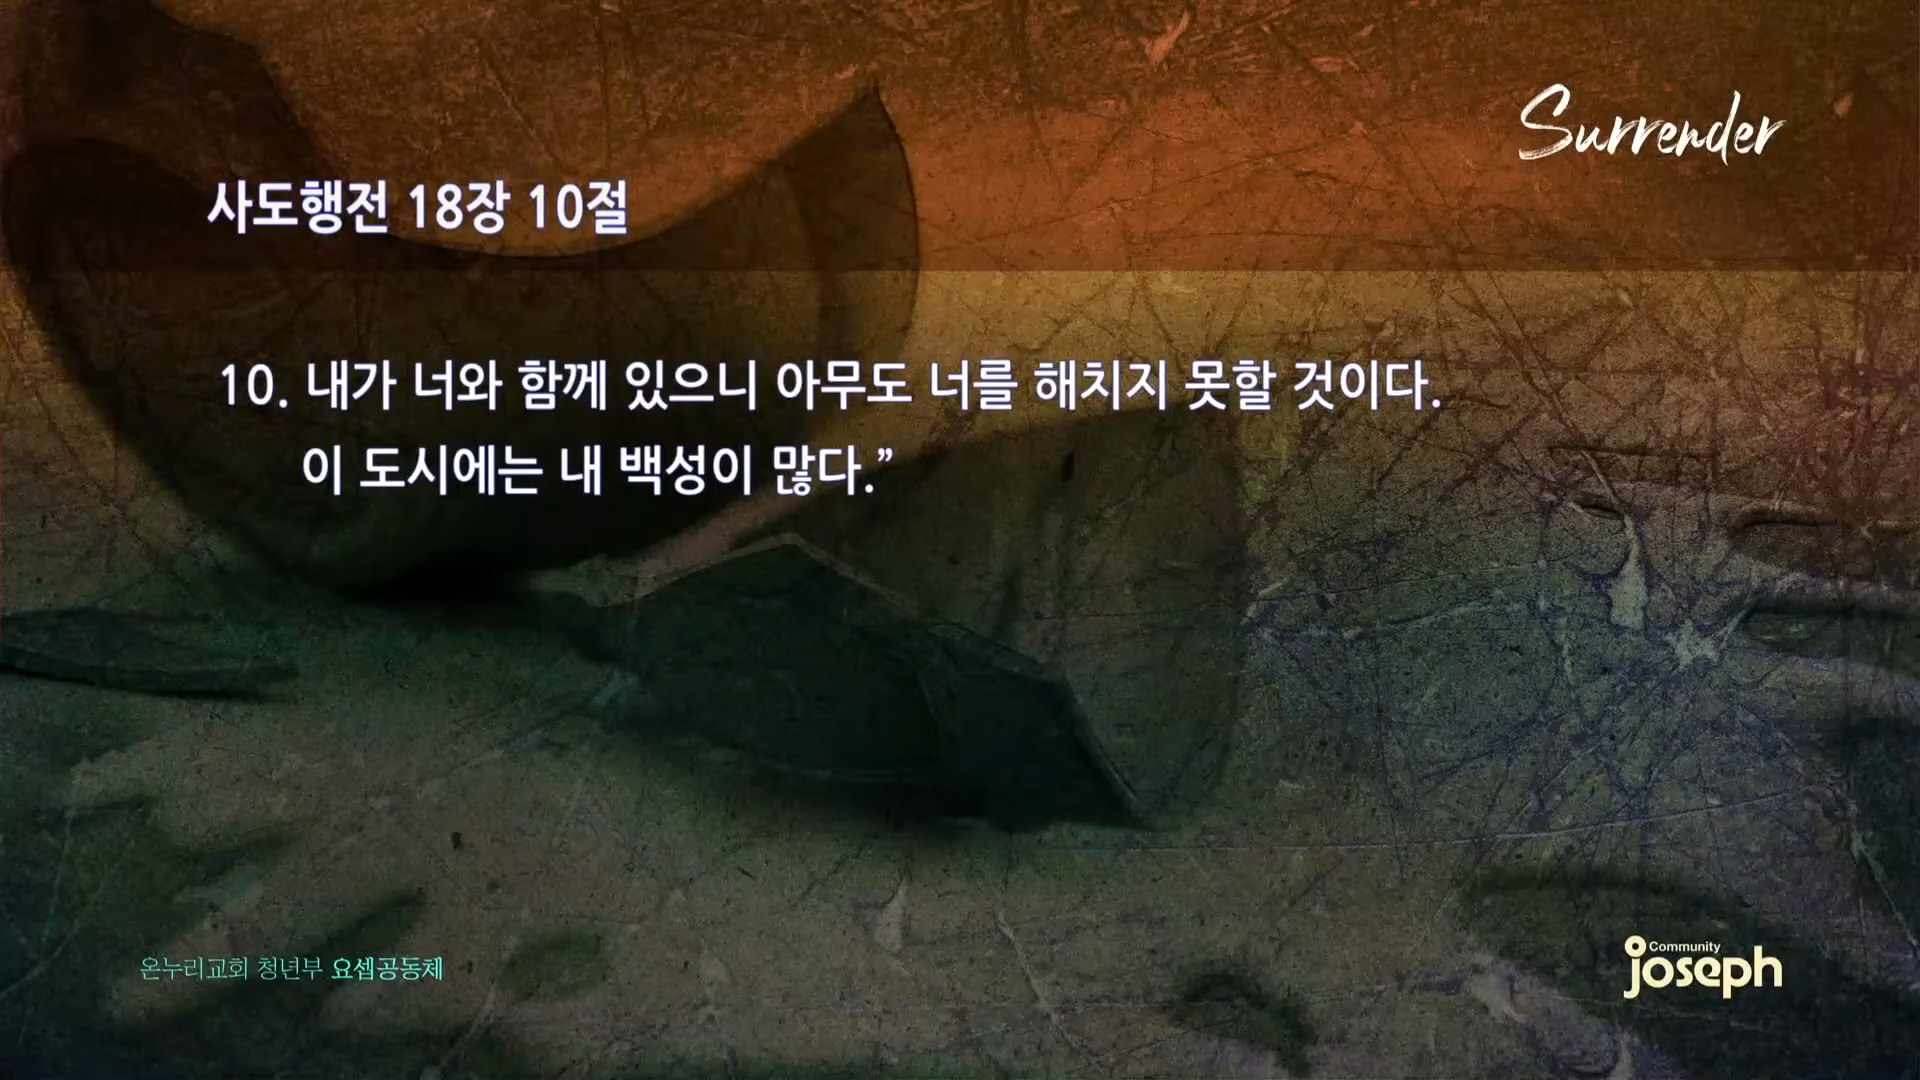 Surrender
사도행전 18장 10절
10. 내가 너와 함께 있으니 아무도 너를 해치지 못할 것이다.
이 도시에는 내 백성이 많다.”
온누리교회 청년부 요셉공동체
Community
joseph